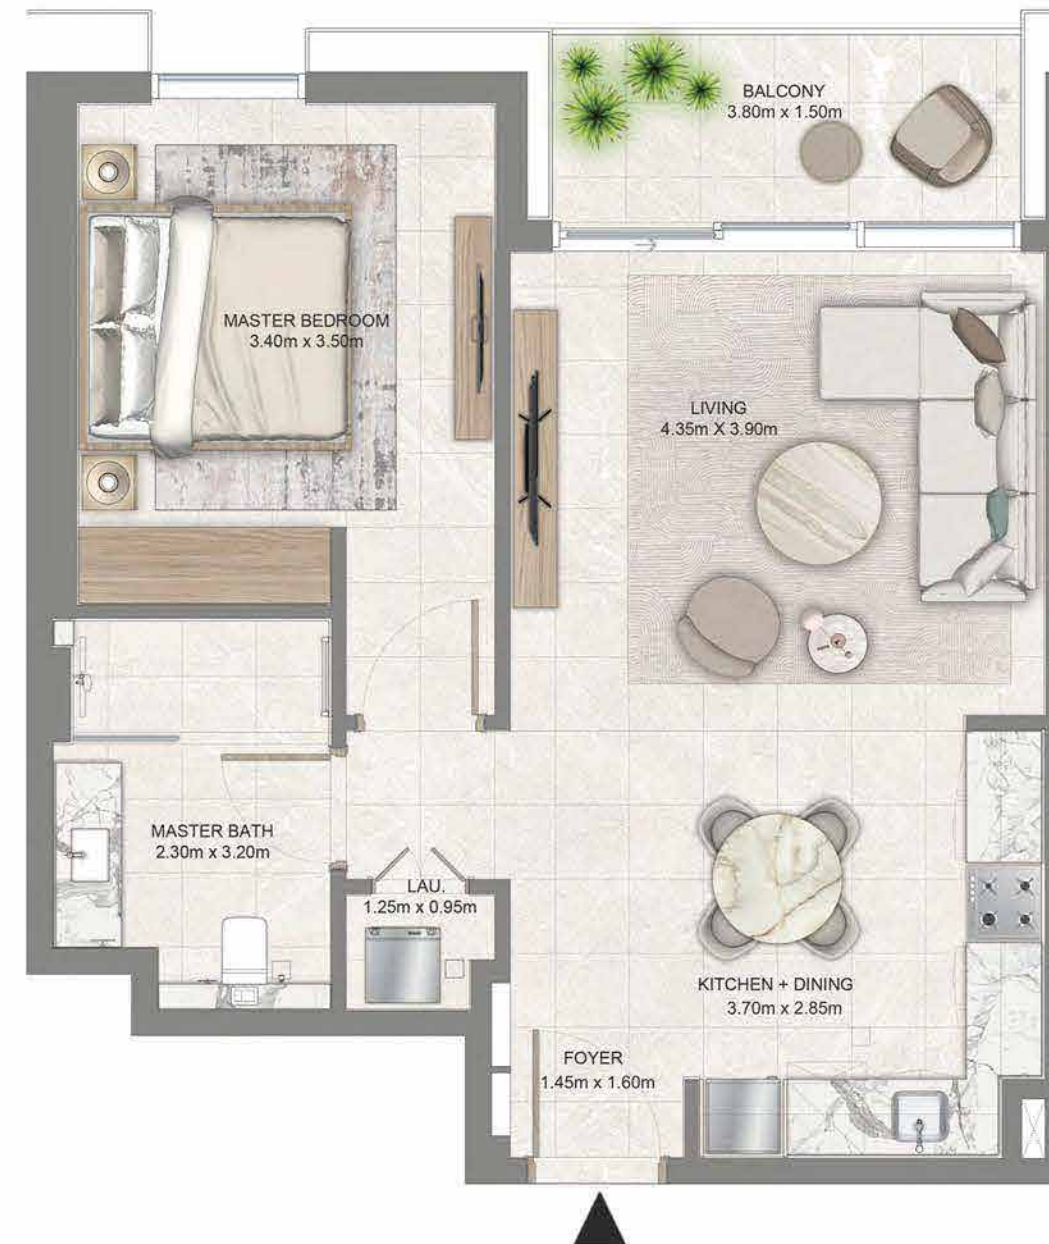 BALCONY
3.80m x 1.50m
MASTER BEDROOM
3.40m x 3.50m
LIVING
4.35m X 3.90m
MASTER BATH
2.30m x 3.20m
LAU.
1.25m x 0.95m
KITCHEN + DINING
3.70m x 2.85m
FOYER
1.45m x 1.60m